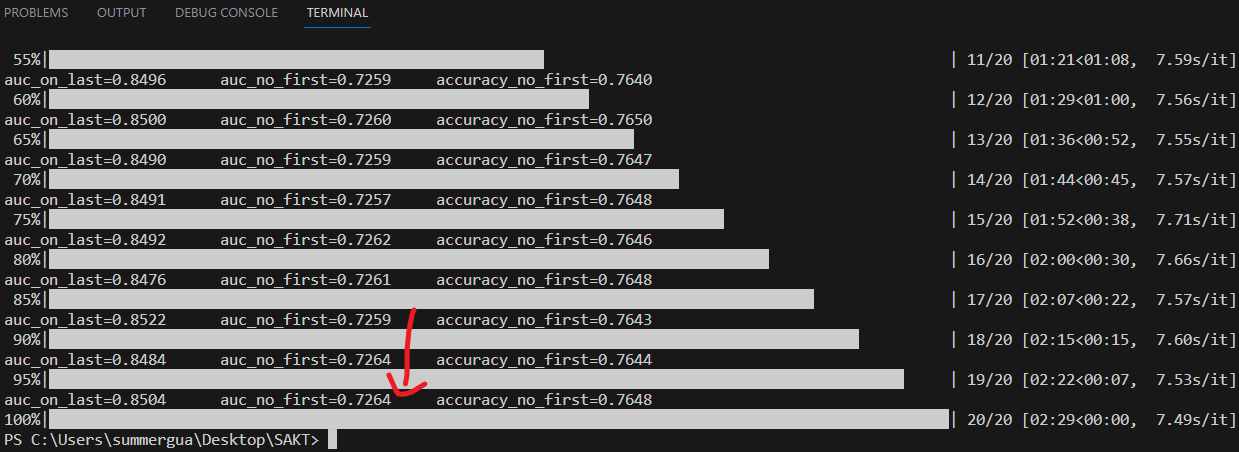 PROBLEMS OUTPUT DEBUG CONSOLE TERMINAL
55%| | 11/20 [01:21<01:08, 7.59s/it]
auc_on_last=0.8496 auc_no_first=0.7259 accuracy_no_first=0.7640
60%| | 12/20 [01:29<01:00, 7.56s/it]
auc_on_last=0.8500 auc_no_first=0.7260 accuracy_no_first=0.7650
65%| | 13/20 [01:36<00:52, 7.55s/it]
auc_on_last=0.8490 auc_no_first=0.7259 accuracy_no_first=0.7647
70%| | 14/20 [01:44<00:45, 7.57s/it]
auc_on_last=0.8491 auc_no_first=0.7257 accuracy_no_first=0.7648
75%| | 15/20 [01:52<00:38, 7.71s/it]
auc_on_last=0.8492 auc_no_first=0.7262 accuracy_no_first=0.7646
80%| | 16/20 [02:00<00:30, 7.66s/it]
auc_on_last=0.8476 auc_no_first=0.7261 accuracy_no_first=0.7648
85%| | 17/20 [02:07<00:22, 7.57s/it]
auc_on_last=0.8522 auc_no_first=0.7259 accuracy_no_first=0.7643
90%| | 18/20 [02:15<00:15, 7.60s/it]
auc_on_last=0.8484 auc_no_first=0.7264 accuracy_no_first=0.7644
95%| | 19/20 [02:22<00:07, 7.53s/it]
auc_on_last=0.8504 auc_no_first=0.7264 accuracy_no_first=0.7648
100%| | 20/20 [02:29<00:00, 7.49s/it]
PS C:\Users\summergua\Desktop\SAKT>